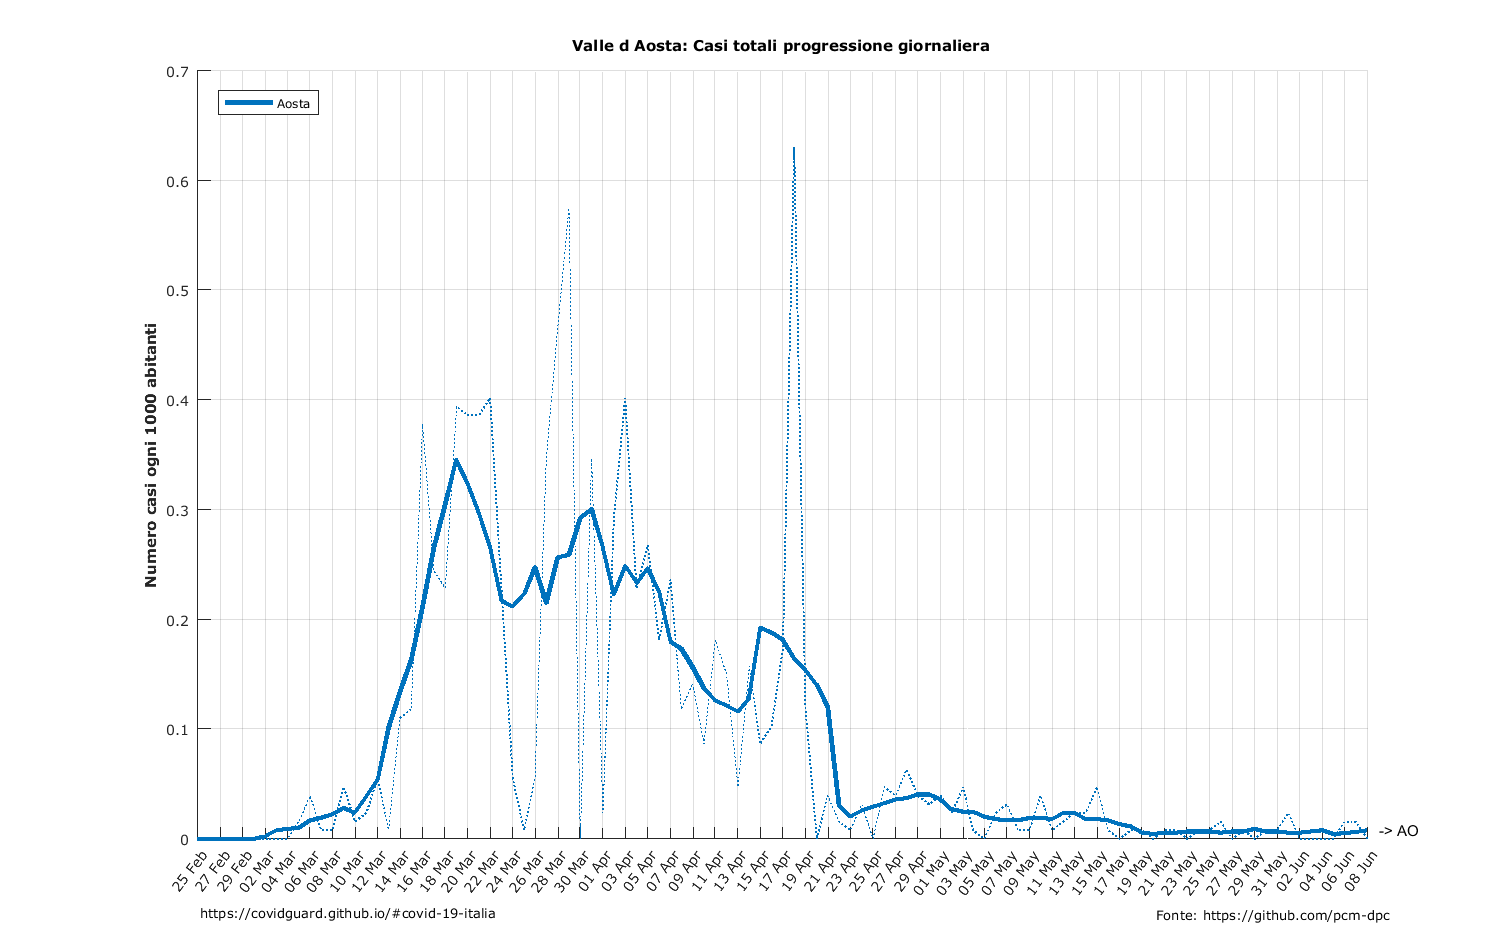 Valle d Aosta: Casi totali progressione giornaliera
Aosta
Numero casi ogni 1000 abitanti
0.7
0.6
0.5
0.4
0.3
0.2
0.1
0
-> AO
25 Feb
27 Feb
29 Feb
02 Mar
04 Mar
06 Mar
08 Mar
10 Mar
12 Mar
14 Mar
16 Mar
18 Mar
20 Mar
22 Mar
24 Mar
26 Mar
28 Mar
30 Mar
01 Apr
03 Apr
05 Apr
07 Apr
09 Apr
11 Apr
13 Apr
15 Apr
17 Apr
19 Apr
21 Apr
23 Apr
25 Apr
27 Apr
29 Apr
01 May
03 May
05 May
07 May
09 May
11 May
13 May
15 May
17 May
19 May
21 May
23 May
25 May
27 May
29 May
31 May
02 Jun
04 Jun
06 Jun
08 Jun
https://covidguard.github.io/#covid-19-italia
Fonte: https://github.com/pcm-dpc